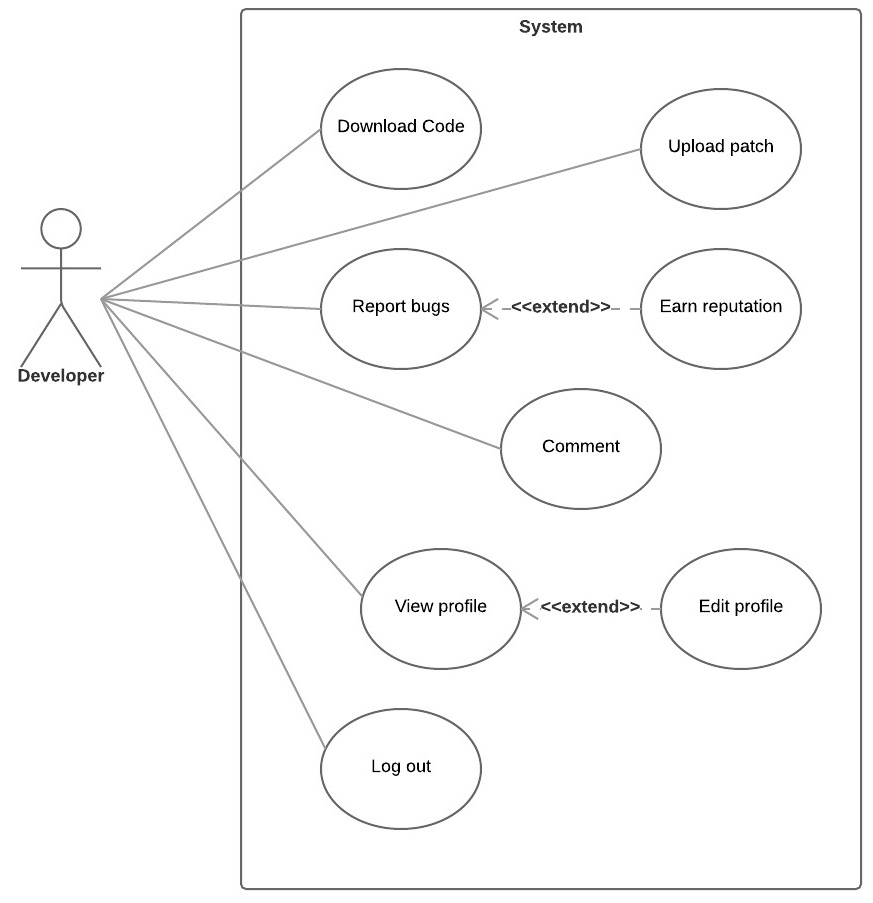 System
Download Code
Upload patch
Report bugs
<<extend>>
Earn reputation
Developer
Comment
View profile
<<extend>>
Edit profile
Log out